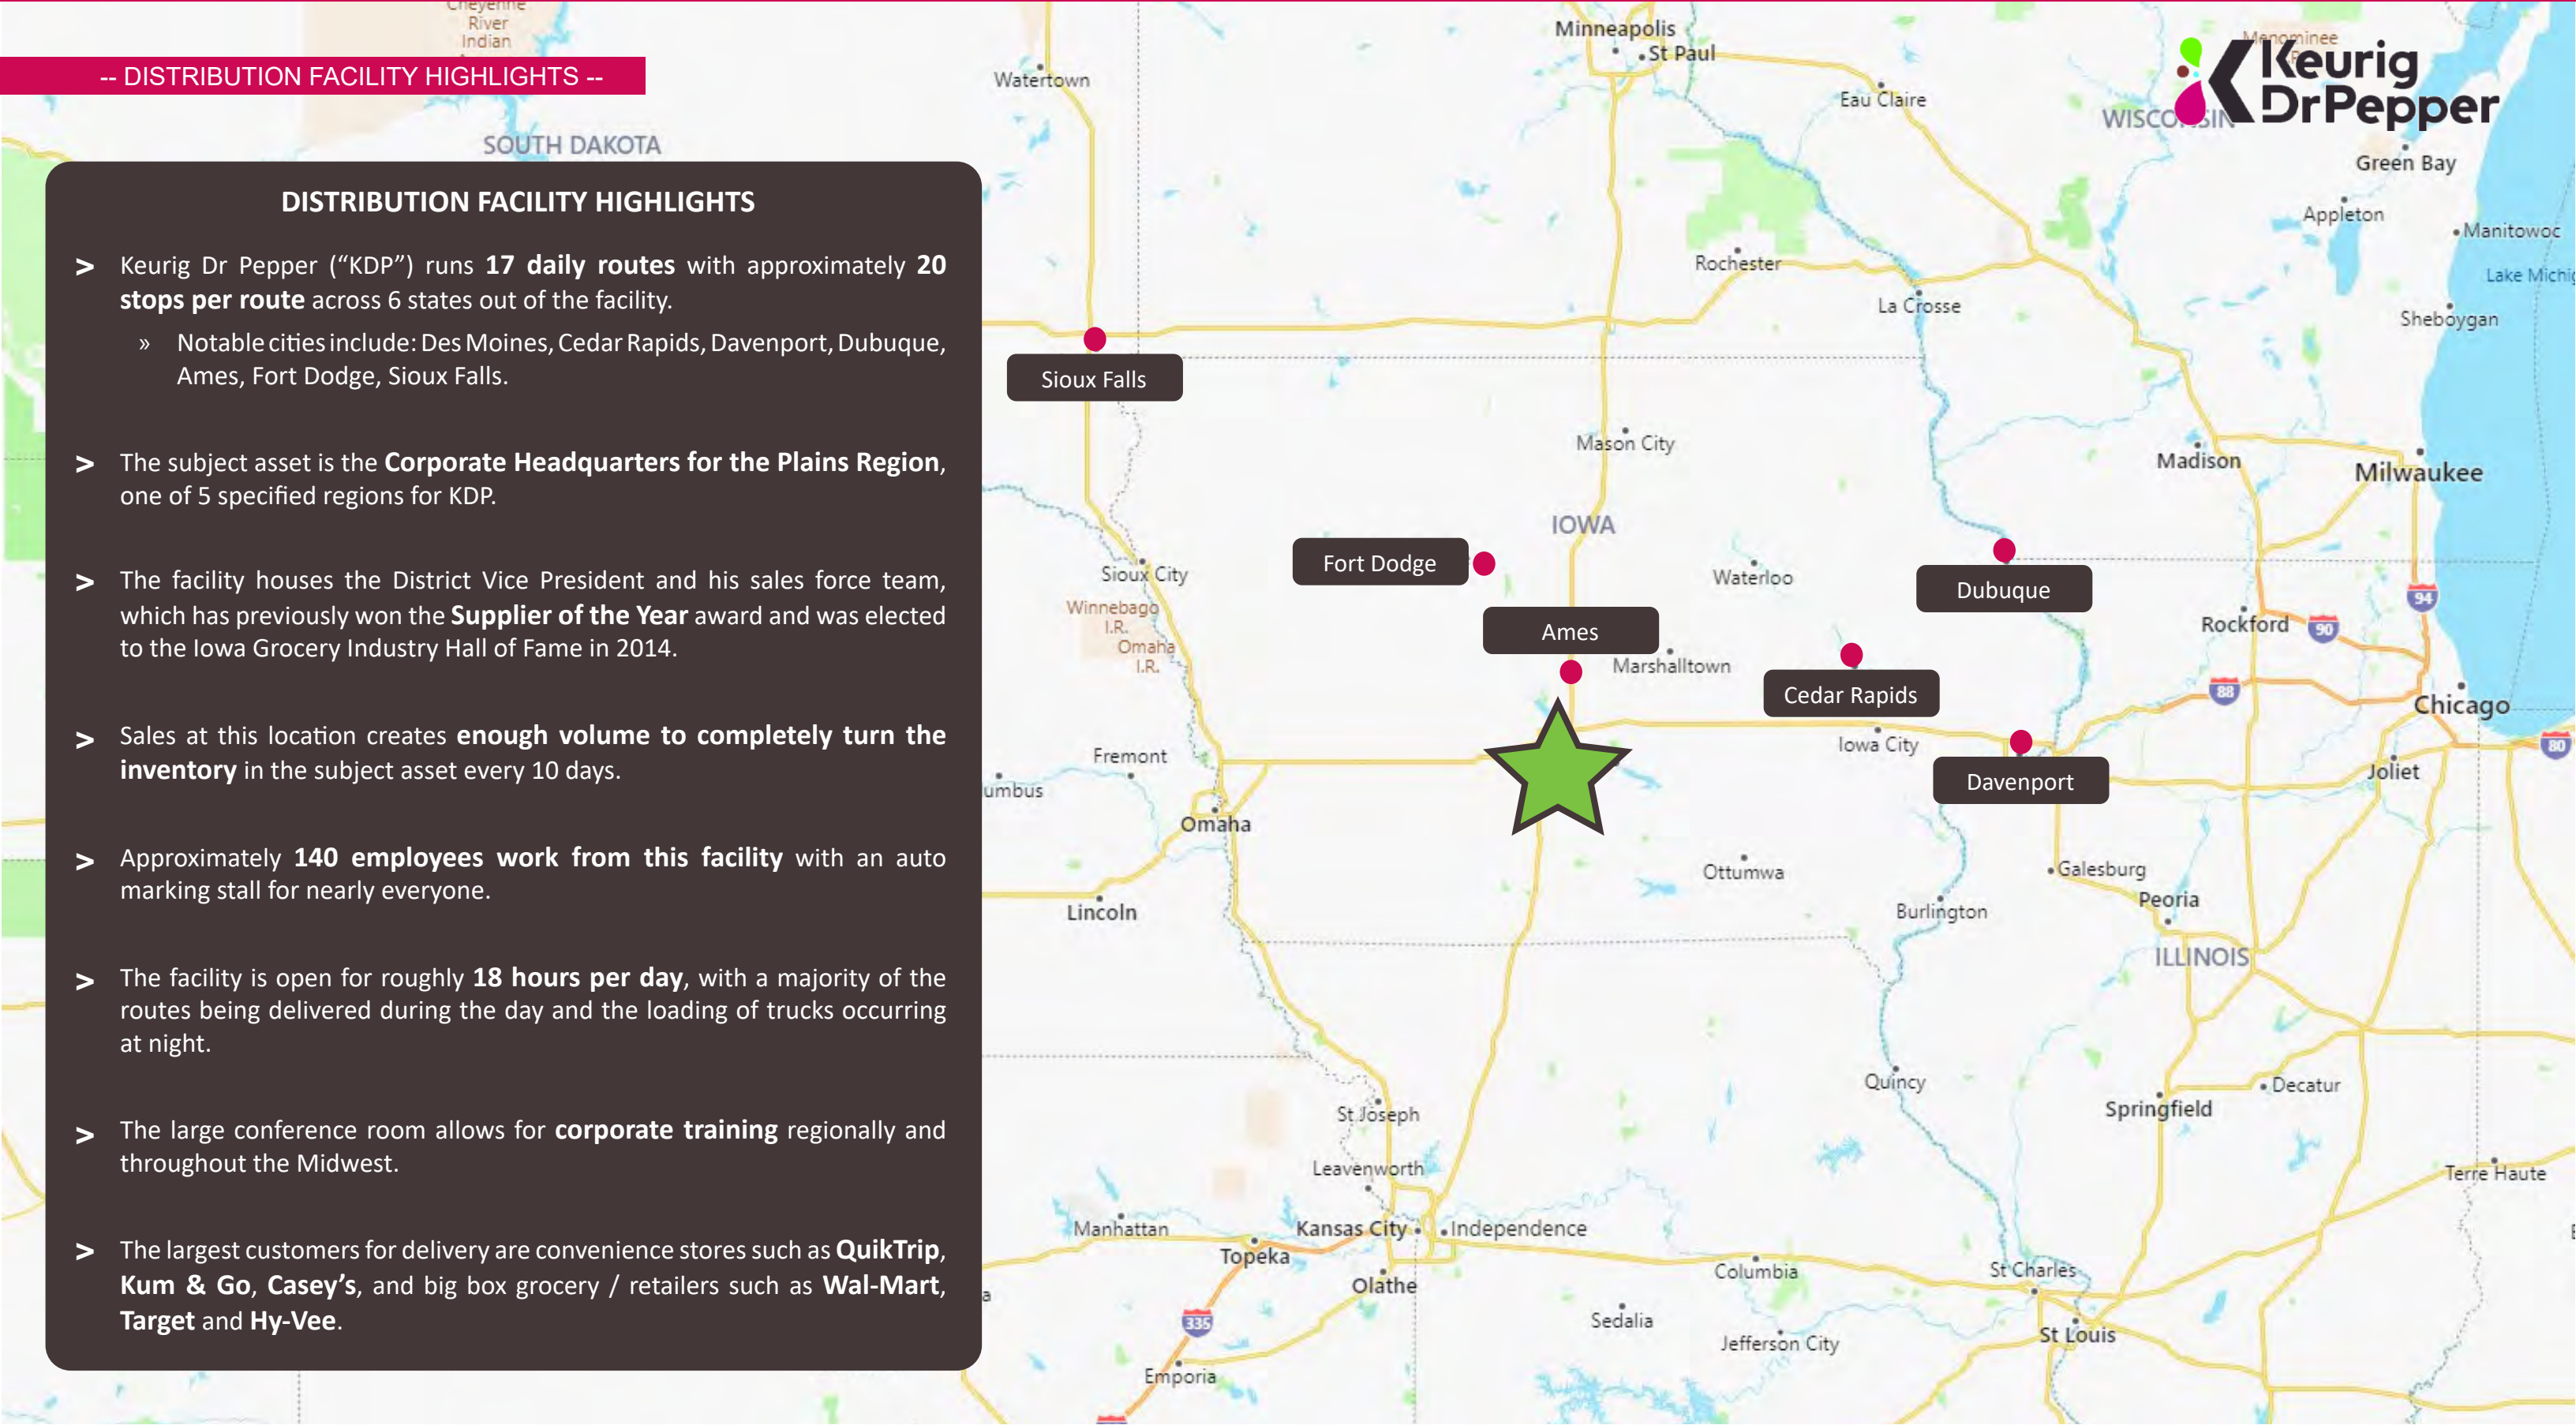 -- DISTRIBUTION FACILITY HIGHLIGHTS --
Keurig
DrPepper
DISTRIBUTION FACILITY HIGHLIGHTS
> Keurig Dr Pepper (“KDP”) runs 17 daily routes with approximately 20
stops per route across 6 states out of the facility.
» Notable cities include: Des Moines, Cedar Rapids, Davenport, Dubuque,
Ames, Fort Dodge, Sioux Falls.
> The subject asset is the Corporate Headquarters for the Plains Region,
one of 5 specified regions for KDP.
> The facility houses the District Vice President and his sales force team,
which has previously won the Supplier of the Year award and was elected
to the Iowa Grocery Industry Hall of Fame in 2014.
> Sales at this location creates enough volume to completely turn the
inventory in the subject asset every 10 days.
> Approximately 140 employees work from this facility with an auto
marking stall for nearly everyone.
> The facility is open for roughly 18 hours per day, with a majority of the
routes being delivered during the day and the loading of trucks occurring
at night.
> The large conference room allows for corporate training regionally and
throughout the Midwest.
> The largest customers for delivery are convenience stores such as QuikTrip,
Kum & Go, Casey’s, and big box grocery / retailers such as Wal-Mart,
Target and Hy-Vee.
Cheyenne
River
Indian
SOUTH DAKOTA
Watertown
Minneapolis
St Paul
Eau Claire
Menominee
WISCONSIN
Green Bay
Appleton
Manitowoc
Lake Michig
Sheboygan
Rochester
La Crosse
Sioux Falls
Mason City
Madison
Milwaukee
IOWA
Fort Dodge
Sioux City
Waterloo
Dubuque
Winnebago
I.R.
Omaha
I.R.
Ames
Marshalltown
Rockford
90
94
Cedar Rapids
88
Chicago
Fremont
Iowa City
80
Davenport
Joliet
umbus
Omaha
Ottumwa
Galesburg
Peoria
Lincoln
Burlington
ILLINOIS
Quincy
Decatur
Springfield
St Joseph
Leavenworth
Terre Haute
Manhattan
Kansas City
Independence
Topeka
Olathe
Columbia
St Charles
335
Sedalia
Jefferson City
St Louis
Emporia